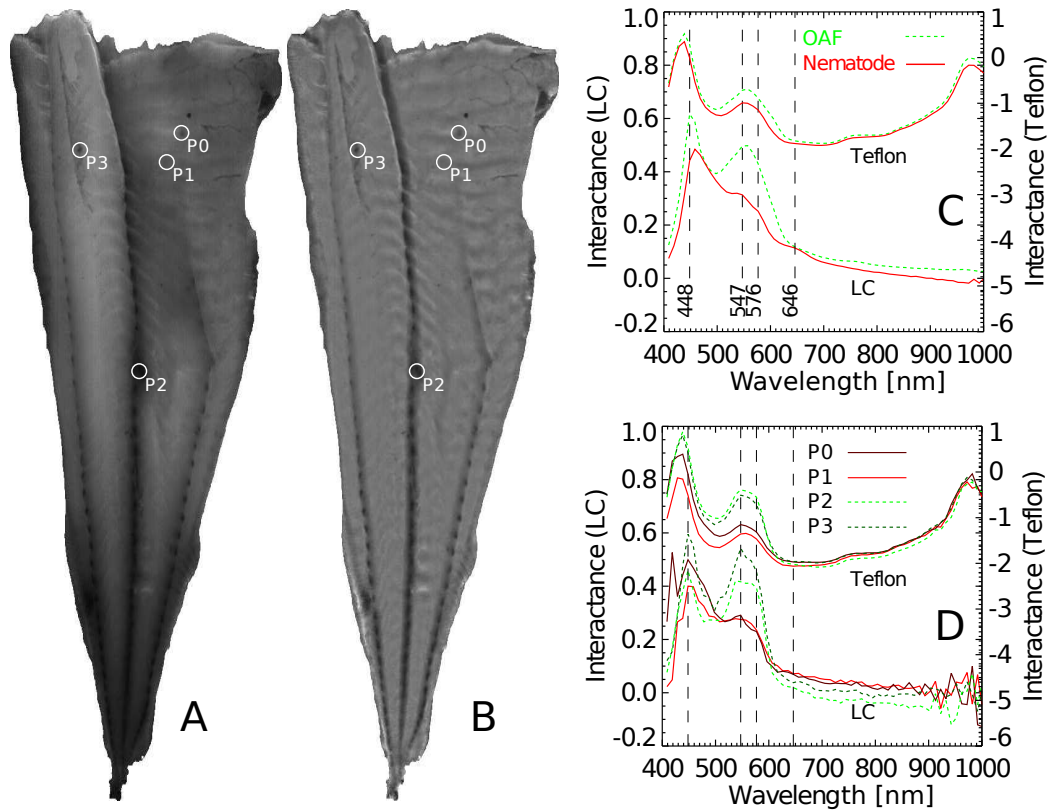 P0
P1
P2
P3
A
P0
P1
P2
P3
B
OAF
Nematode
Teflon
LC
C
448
547
576
646
Interactance (LC)
1.0
0.8
0.6
0.4
0.2
0.0
-0.2
Interactance (Teflon)
1
0
-1
-2
-3
-4
-5
-6
400 500 600 700 800 900 1000
Wavelength [nm]
P0
P1
P2
P3
Teflon
LC
D
Interactance (LC)
1.0
0.8
0.6
0.4
0.2
0.0
-0.2
Interactance (Teflon)
1
0
-1
-2
-3
-4
-5
-6
400 500 600 700 800 900 1000
Wavelength [nm]